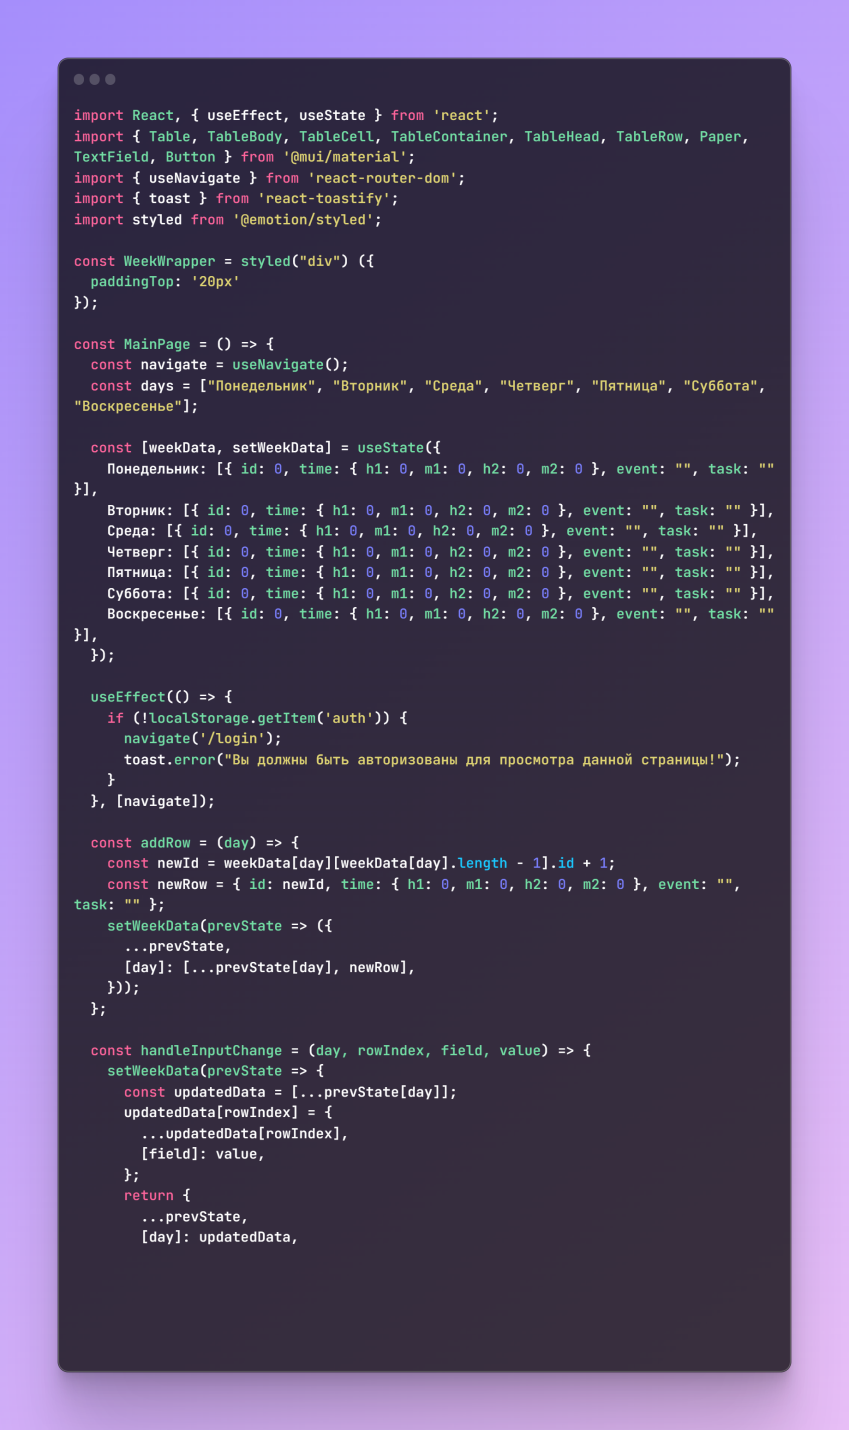 import React, { useEffect, useState } from 'react';
import { Table, TableBody, TableCell, TableContainer, TableHead, TableRow, Paper,
TextField, Button } from '@mui/material';
import { useNavigate } from 'react-router-dom';
import { toast } from 'react-toastify';
import styled from '@emotion/styled';

const WeekWrapper = styled("div") ({
  paddingTop: '20px'
});

const MainPage = () => {
  const navigate = useNavigate();
  const days = ["Понедельник", "Вторник", "Среда", "Четверг", "Пятница", "Суббота",
"Воскресенье"];

  const [weekData, setWeekData] = useState({
    Понедельник: [{ id: 0, time: { h1: 0, m1: 0, h2: 0, m2: 0 }, event: "", task: ""
}],
    Вторник: [{ id: 0, time: { h1: 0, m1: 0, h2: 0, m2: 0 }, event: "", task: "" }],
    Среда: [{ id: 0, time: { h1: 0, m1: 0, h2: 0, m2: 0 }, event: "", task: "" }],
    Четверг: [{ id: 0, time: { h1: 0, m1: 0, h2: 0, m2: 0 }, event: "", task: "" }],
    Пятница: [{ id: 0, time: { h1: 0, m1: 0, h2: 0, m2: 0 }, event: "", task: "" }],
    Суббота: [{ id: 0, time: { h1: 0, m1: 0, h2: 0, m2: 0 }, event: "", task: "" }],
    Воскресенье: [{ id: 0, time: { h1: 0, m1: 0, h2: 0, m2: 0 }, event: "", task: ""
}],
  });

  useEffect(() => {
    if (!localStorage.getItem('auth')) {
      navigate('/login');
      toast.error("Вы должны быть авторизованы для просмотра данной страницы!");
    }
  }, [navigate]);

  const addRow = (day) => {
    const newId = weekData[day][weekData[day].length - 1].id + 1;
    const newRow = { id: newId, time: { h1: 0, m1: 0, h2: 0, m2: 0 }, event: "",
task: "" };
    setWeekData(prevState => ({
      ...prevState,
      [day]: [...prevState[day], newRow],
    }));
  };

  const handleInputChange = (day, rowIndex, field, value) => {
    setWeekData(prevState => {
      const updatedData = [...prevState[day]];
      updatedData[rowIndex] = {
        ...updatedData[rowIndex],
        [field]: value,
      };
      return {
        ...prevState,
        [day]: updatedData,